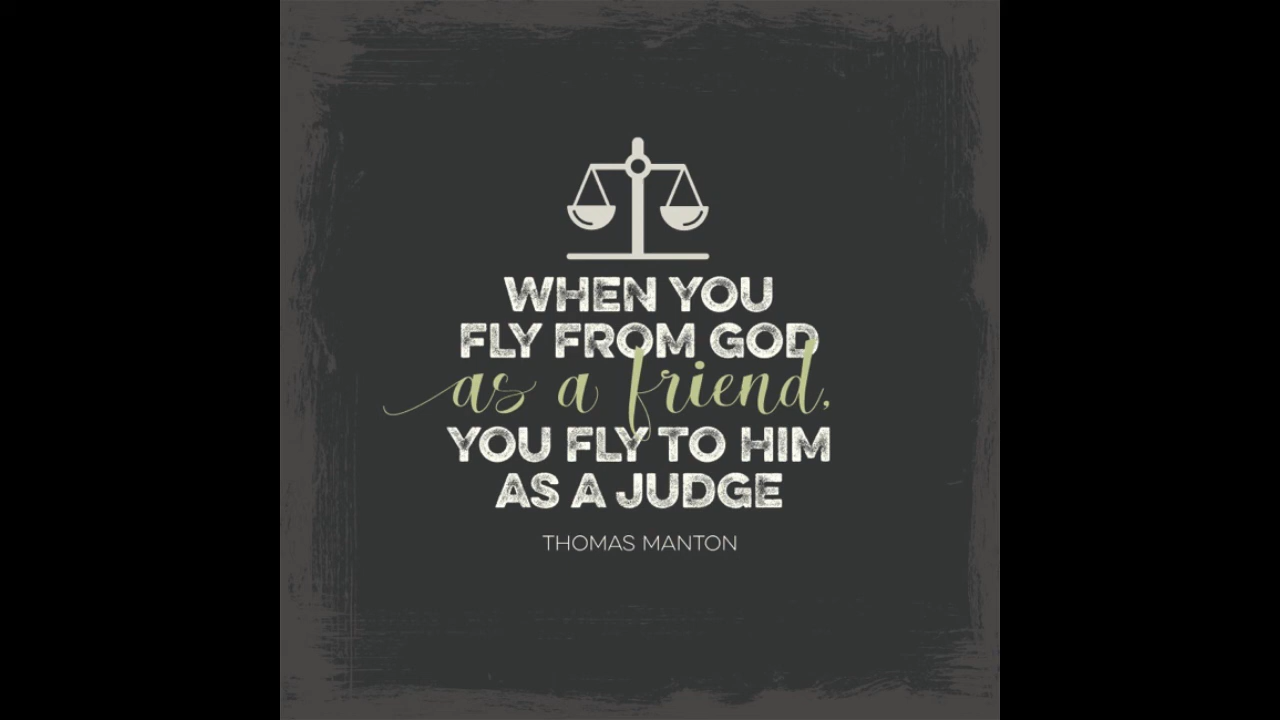 WHEN YOU
FLY FROM GOD
as a friend,
YOU FLY TO HIM
AS A JUDGE
THOMAS MANTON